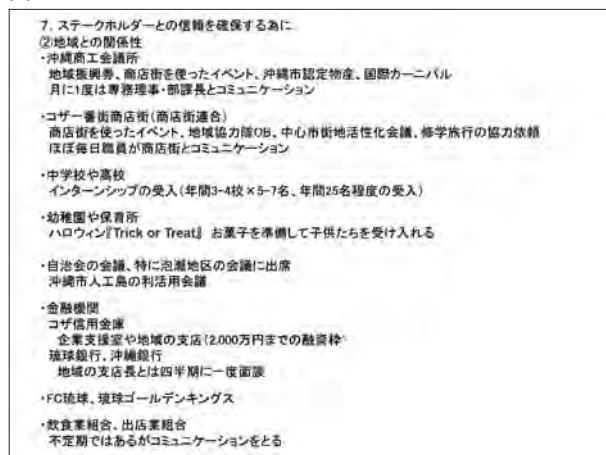 7. ステークホルダーとの信頼を確保する為に
②地域との関係性
・沖縄商工会議所
地域振興券、商店街を使ったイベント、沖縄市認定物産、国際カーニバル
月に1度は専務理事・部課長とコミュニケーション
・コザ一番街商店街(商店街連合)
商店街を使ったイベント、地域協力隊OB、中心市街地活性化会議、修学旅行の協力依頼
ほぼ毎日職員が商店街とコミュニケーション
・中学校や高校
インターンシップの受入(年間3-4校×5-7名、年間25名程度の受入)
・幼稚園や保育所
ハロウィン『Trick or Treat』 お菓子を準備して子供たちを受け入れる
・自治会の会議、特に泡瀬地区の会議に出席
沖縄市人工島の利活用会議
・金融機関
コザ信用金庫
企業支援室や地域の支店(2,000万円までの融資枠
琉球銀行、沖縄銀行
地域の支店長とは四半期に一度面談
・FC琉球、琉球ゴールデンキングス
・飲食業組合、出店業組合
不定期ではあるがコミュニケーションをとる